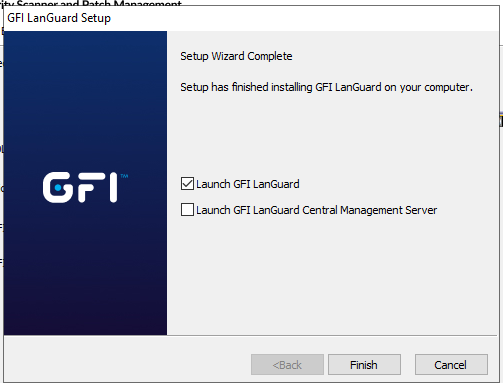 rity Scanner and Patch Management
GFI LanGuard Setup
Setup Wizard Complete
Setup has finished installing GFI LanGuard on your computer.
GFI™
Launch GFI LanGuard
Launch GFI LanGuard Central Management Server
<Back
Finish
Cancel